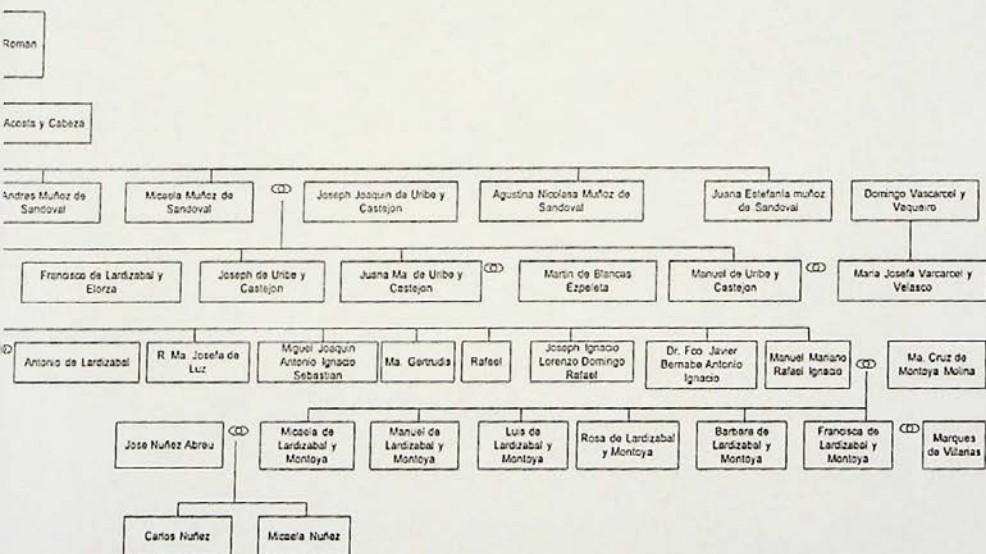 Roman
Acosta y Cabeza
Andres Muñoz de
Sandoval
Micaela Muñoz de
Sandoval
Joseph Joaquin de Uribe y
Castejon
Agustina Nicolasa Muñoz de
Sandoval
Juana Estefania muñoz
de Sandoval
Domingo Vascarcel y
Vaqueiro
Francisco de Lardizabal y
Elorza
Joseph de Uribe y
Castejon
Juana Ma. de Uribe y
Castejon
Martin de Blancas
Ezpeleta
Manuel de Uribe y
Castejon
Maria Josefa Varcarcel y
Velasco
Antonio de Lardizabal
R. Ma. Josefa de
Luz
Miguel Joaquin
Antonio Ignacio
Sebastian
Ma. Gertrudis
Rafael
Joseph Ignacio
Lorenzo Domingo
Rafael
Dr. Fco. Javier
Bernabe Antonio
Ignacio
Manuel Mariano
Rafael Ignacio
Ma. Cruz de
Montoya Molina
Jose Nuñez Abreu
Micaela de
Lardizabal y
Montoya
Manuel de
Lardizabal y
Montoya
Luis de
Lardizabal y
Montoya
Rosa de Lardizabal
y Montoya
Barbara de
Lardizabal y
Montoya
Francisca de
Lardizabal y
Montoya
Marques
de Villarias
Carlos Nuñez
Micaela Nuñez